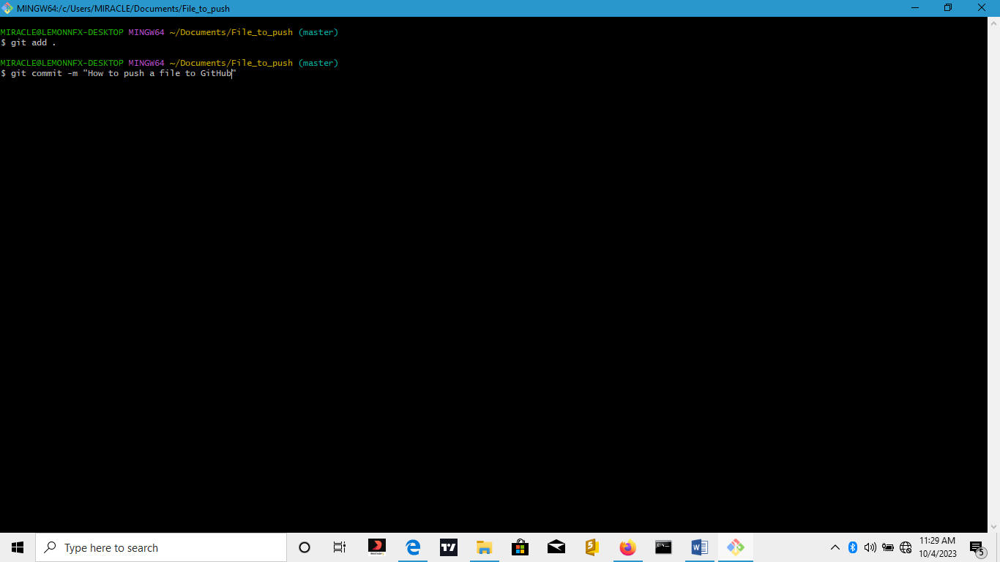 MINGW64:/c/Users/MIRACLE/Documents/File_to_push
MIRACLE@LEMONNFX-DESKTOP MINGW64 ~/Documents/File_to_push (master)
$ git add .
MIRACLE@LEMONNFX-DESKTOP MINGW64 ~/Documents/File_to_push (master)
$ git commit -m "How to push a file to GitHub"
Type here to search
11:29 AM
10/4/2023
5